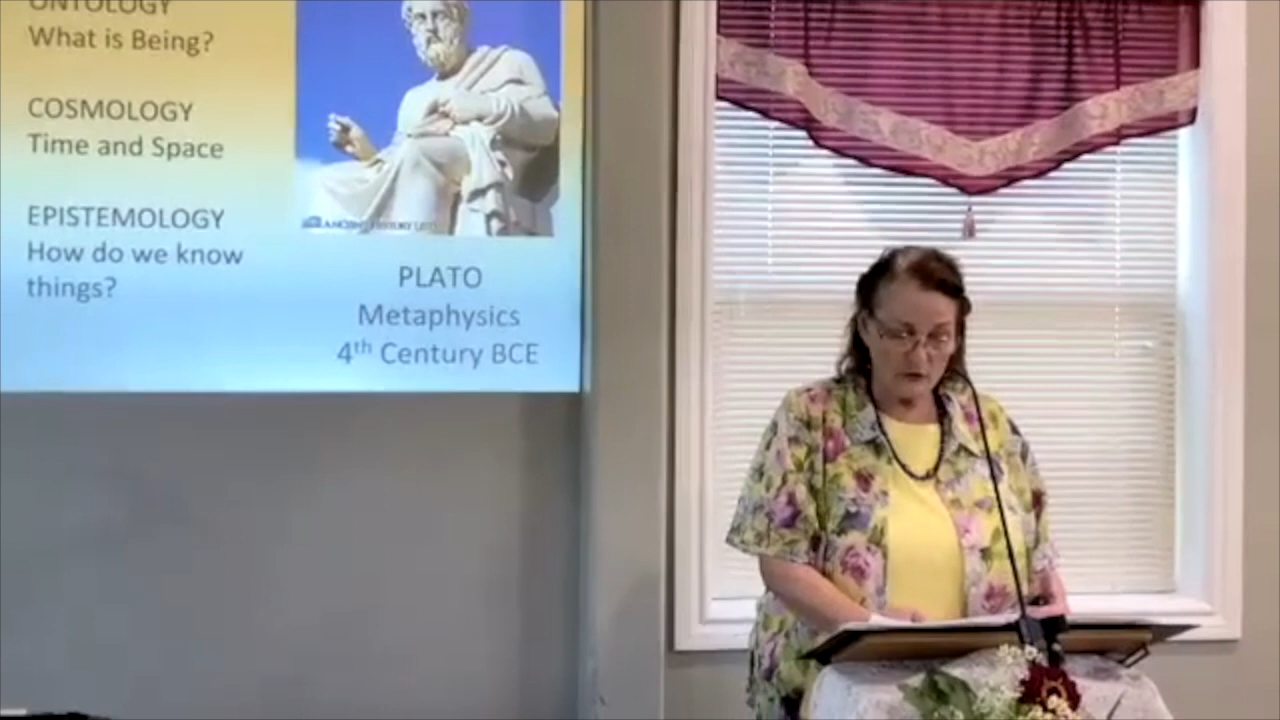 ONTOLOGY
What is Being?
COSMOLOGY
Time and Space
EPISTEMOLOGY
How do we know
things?
PLATO
Metaphysics
4th Century BCE